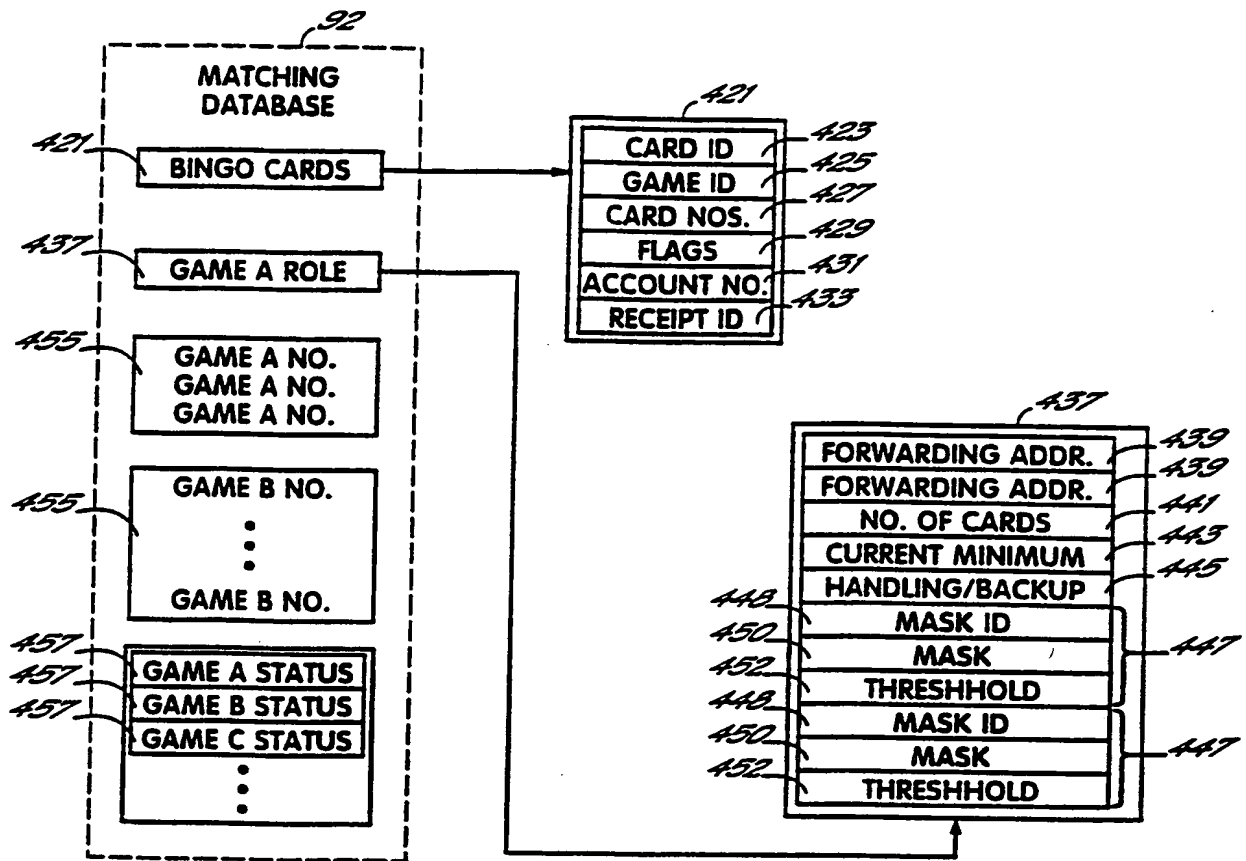 92
MATCHING
DATABASE
421
BINGO CARDS
437
GAME A ROLE
455
GAME A NO.
GAME A NO.
GAME A NO.
455
GAME B NO.
GAME B NO.
457
GAME A STATUS
457
GAME B STATUS
457
GAME C STATUS
421
CARD ID
423
GAME ID
425
CARD NOS.
427
FLAGS
429
ACCOUNT NO.
431
RECEIPT ID
433
437
FORWARDING ADDR.
439
FORWARDING ADDR.
439
NO. OF CARDS
441
CURRENT MINIMUM
443
HANDLING/BACKUP
445
448
MASK ID
450
MASK
447
452
THRESHHOLD
448
MASK ID
450
MASK
447
452
THRESHHOLD